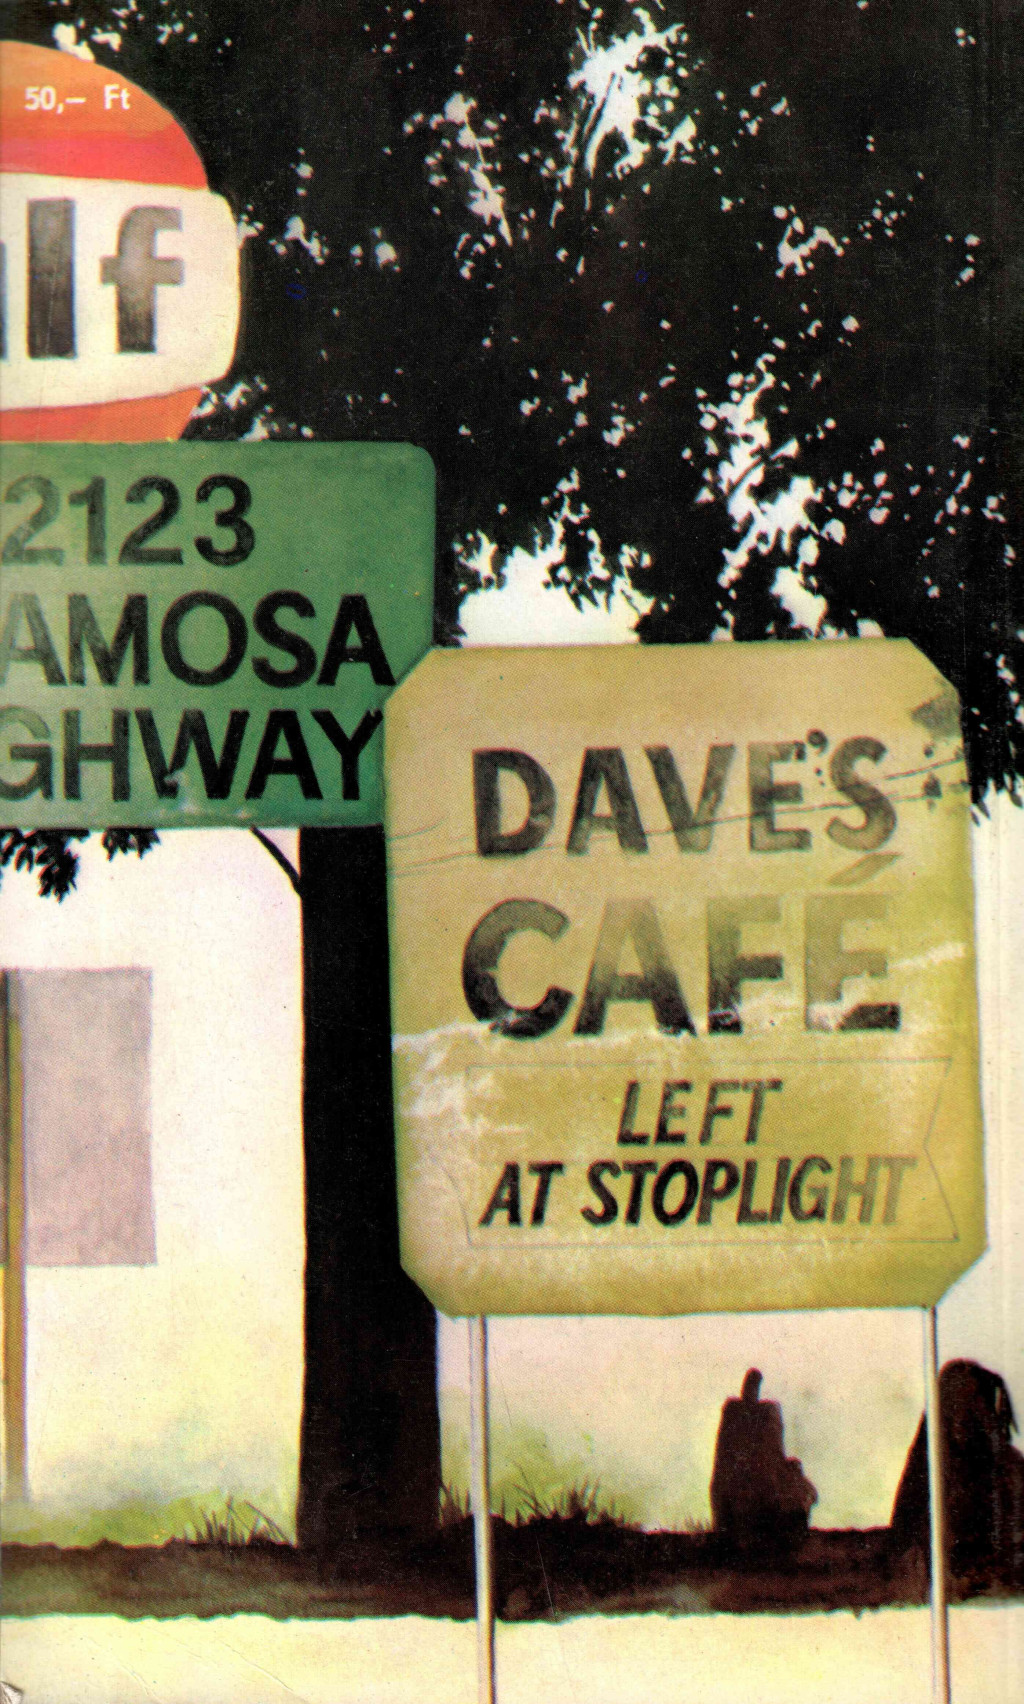 50,– Ft
lf
2123
AMOSA
GHWAY
DAVE'S
CAFÉ
LEFT
AT STOPLIGHT